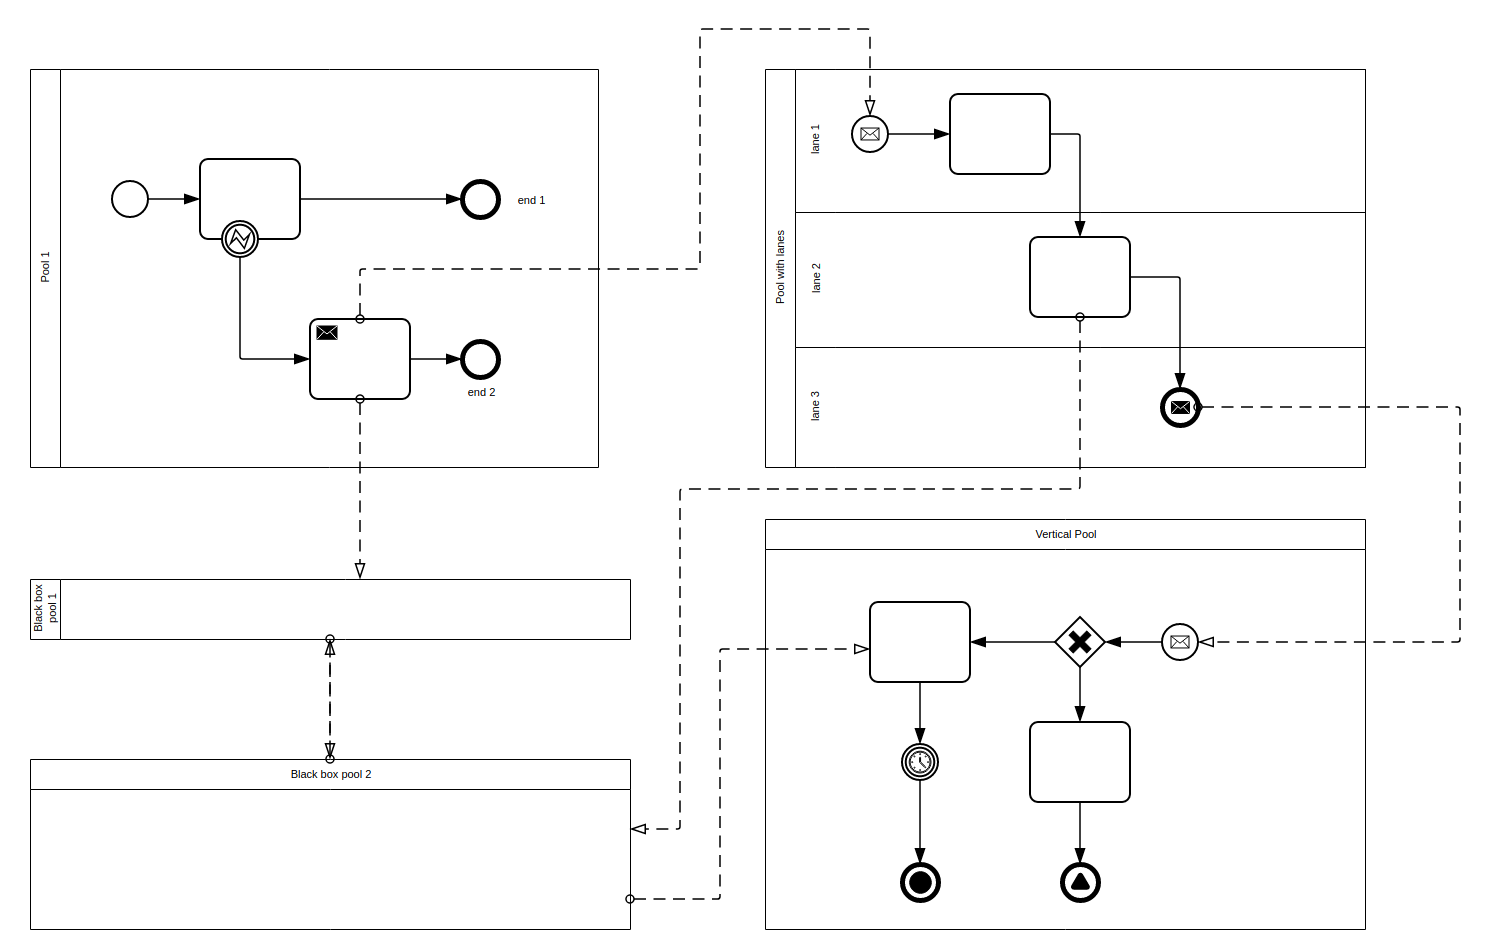 Pool 1
end 1
end 2
Pool with lanes
lane 1
lane 2
lane 3
Black box
pool 1
Black box pool 2
Vertical Pool